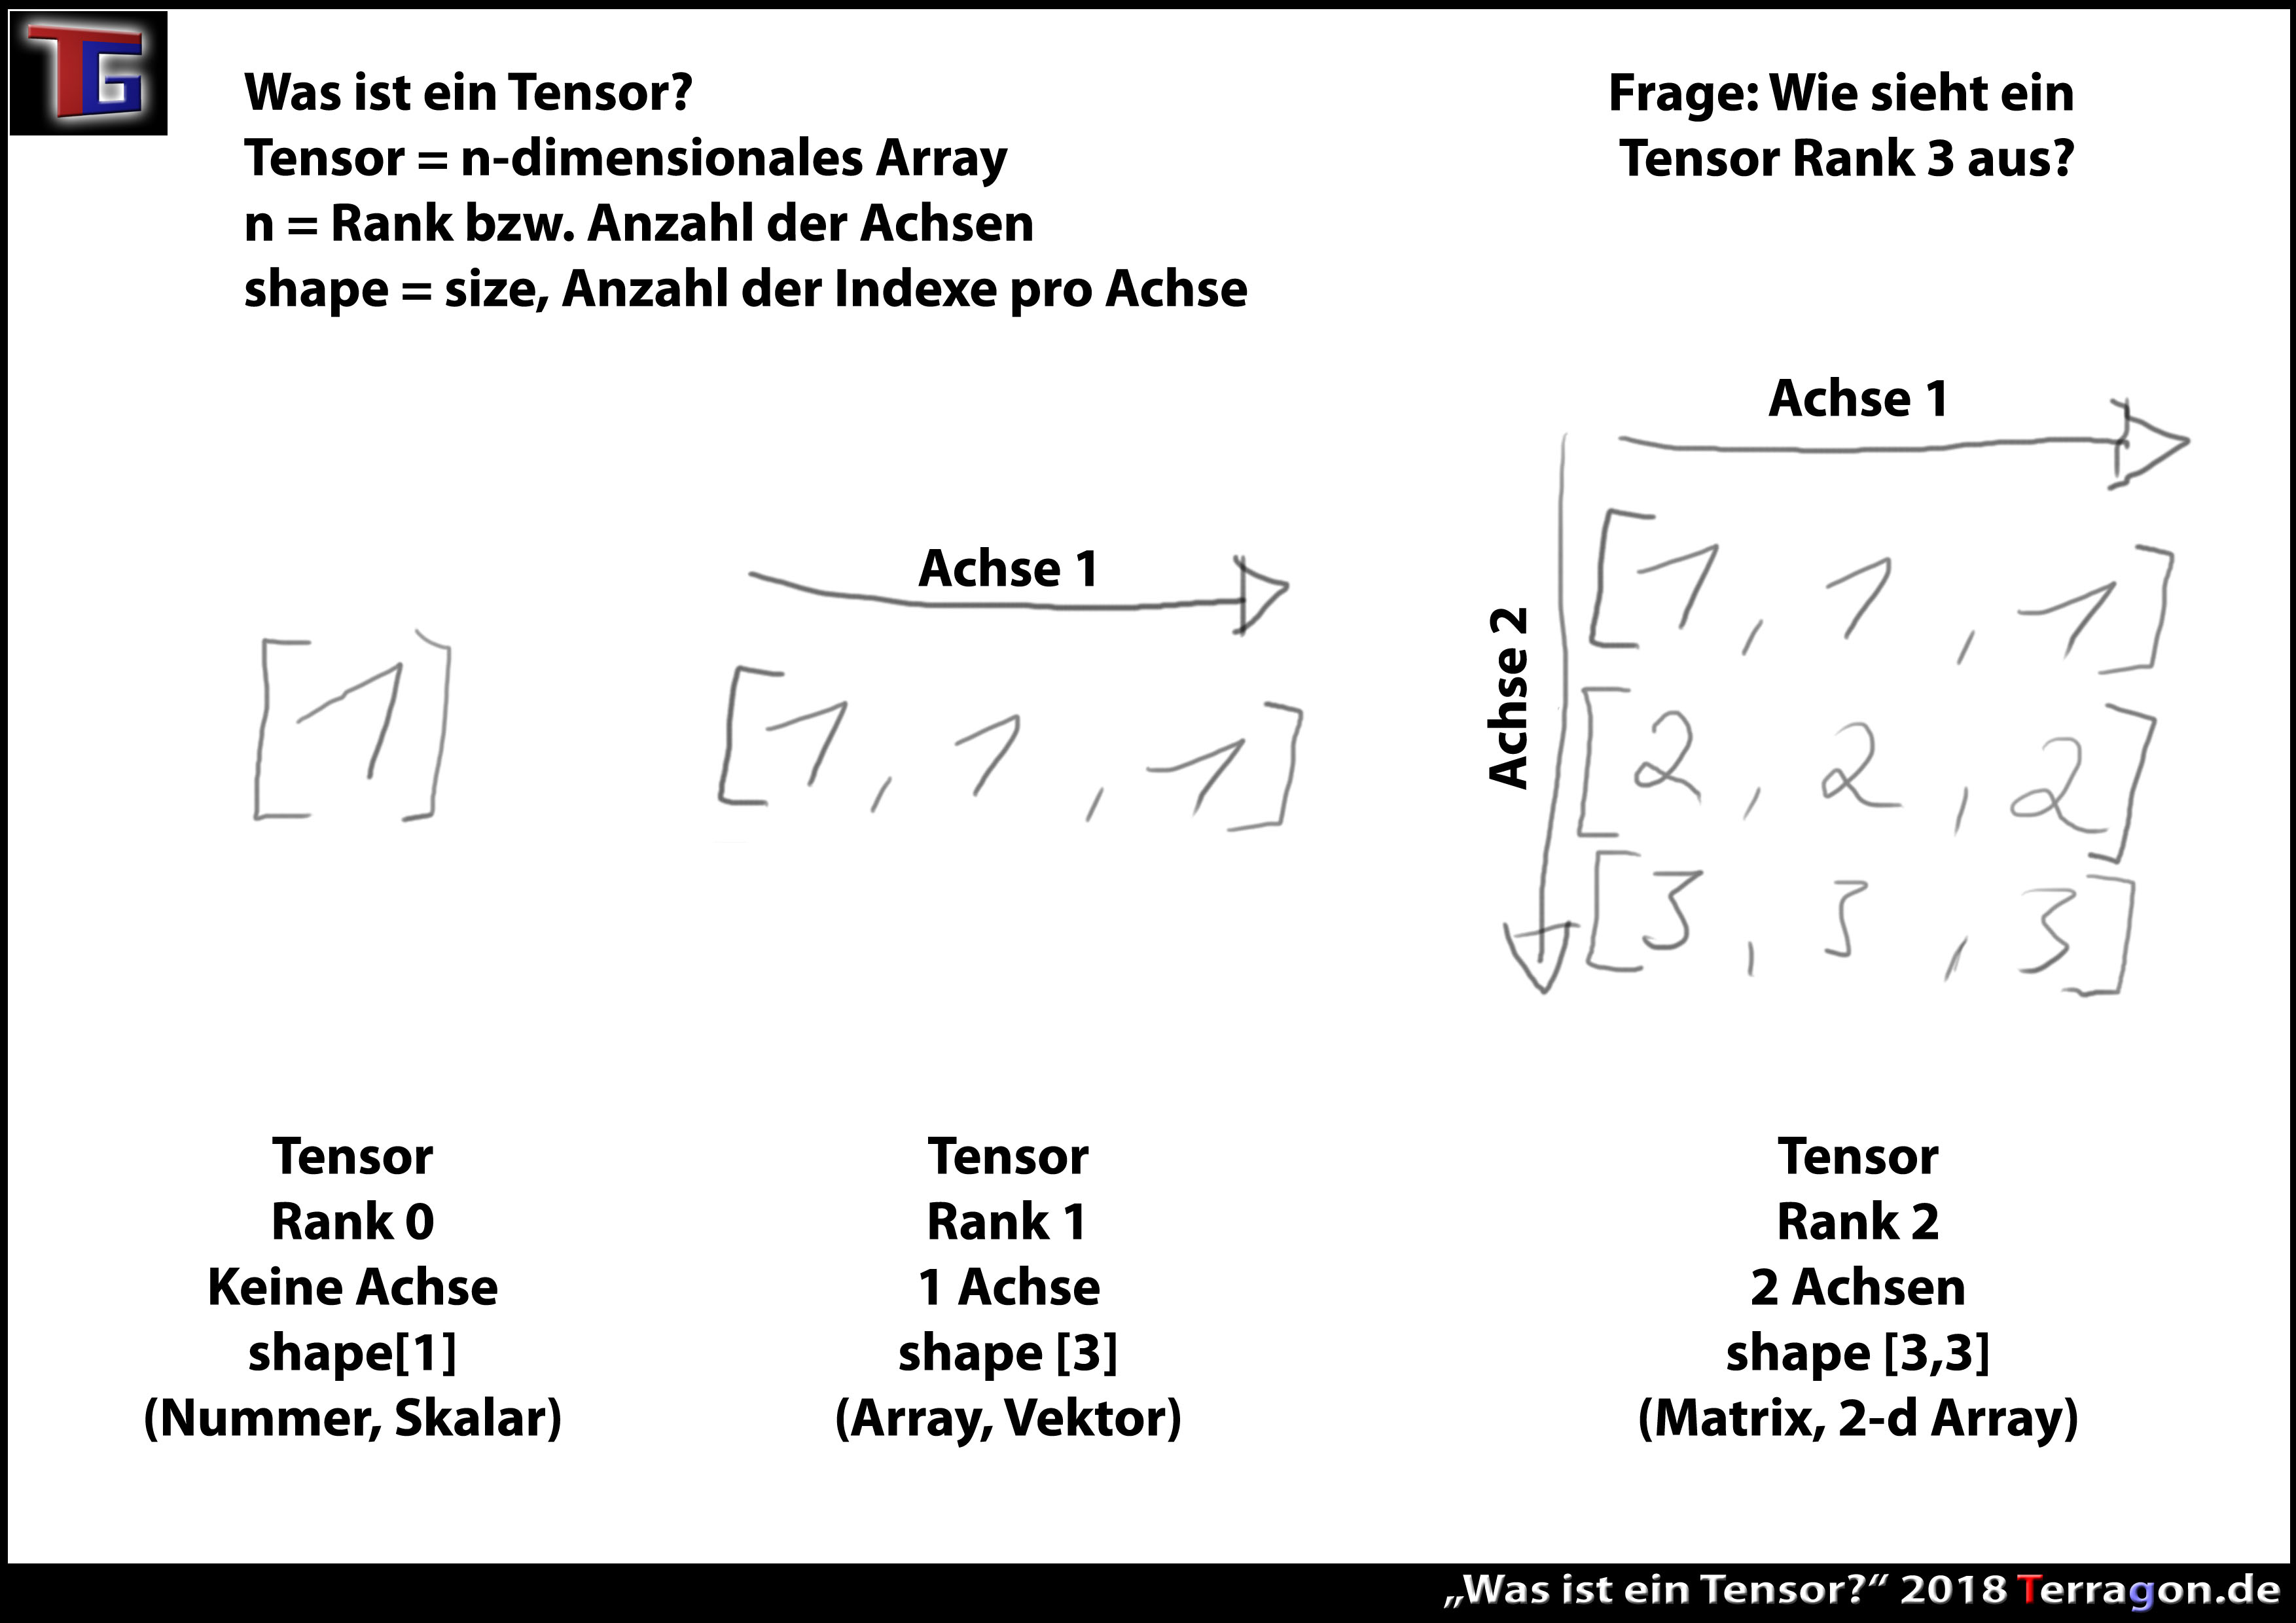 TG
Was ist ein Tensor?
Tensor = n-dimensionales Array
n = Rank bzw. Anzahl der Achsen
shape = size, Anzahl der Indexe pro Achse
Frage: Wie sieht ein
Tensor Rank 3 aus?
[1]
Achse 1
[1, 1, 1]
Achse 1
Achse 2
[1, 1, 1]
[2, 2, 2]
[3, 3, 3]
Tensor
Rank 0
Keine Achse
shape[1]
(Nummer, Skalar)
Tensor
Rank 1
1 Achse
shape [3]
(Array, Vektor)
Tensor
Rank 2
2 Achsen
shape [3,3]
(Matrix, 2-d Array)
„Was ist ein Tensor?“ 2018 Terragon.de